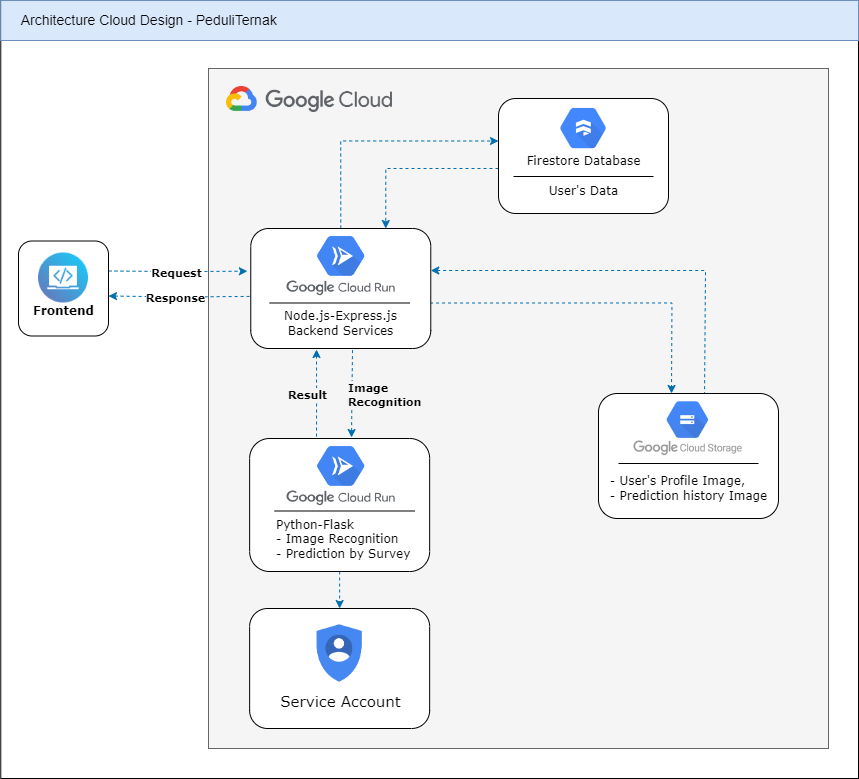 Architecture Cloud Design - PeduliTernak
Google Cloud
Firestore Database
User's Data
Frontend
Request
Response
Google Cloud Run
Node.js-Express.js
Backend Services
Result
Image
Recognition
Google Cloud Run
Python-Flask
- Image Recognition
- Prediction by Survey
Google Cloud Storage
- User's Profile Image,
- Prediction history Image
Service Account